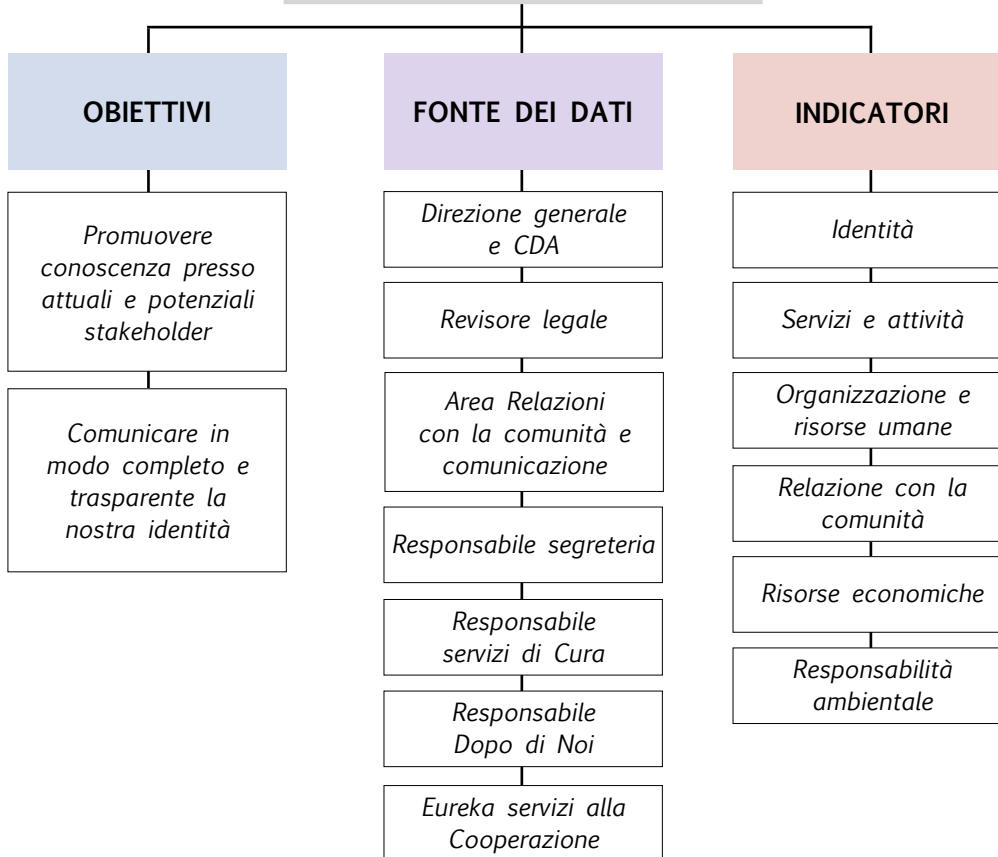 OBIETTIVI
Promuovere
conoscenza presso
attuali e potenziali
stakeholder
Comunicare in
modo completo e
trasparente la
nostra identità
FONTE DEI DATI
Direzione generale
e CDA
Revisore legale
Area Relazioni
con la comunità e
comunicazione
Responsabile segreteria
Responsabile
servizi di Cura
Responsabile
Dopo di Noi
Eureka servizi alla
Cooperazione
INDICATORI
Identità
Servizi e attività
Organizzazione e
risorse umane
Relazione con la
comunità
Risorse economiche
Responsabilità
ambientale